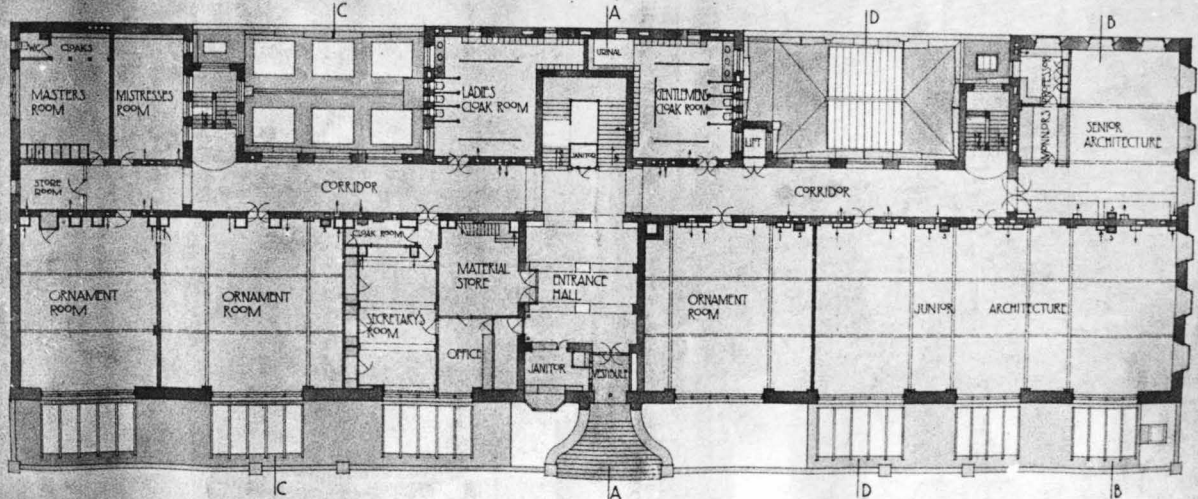 C
A
D
B
WC
CLOAKS
MASTERS
ROOM
MISTRESSES
ROOM
LADIES
CLOAK ROOM
URINAL
GENTLEMENS
CLOAK ROOM
JANITOR
LIFT
PROFESSOR
SENIOR
ARCHITECTURE
STORE
ROOM
CORRIDOR
CORRIDOR
CLOAK ROOM
MATERIAL
STORE
ENTRANCE
HALL
ORNAMENT
ROOM
ORNAMENT
ROOM
SECRETARY'S
ROOM
OFFICE
ORNAMENT
ROOM
JUNIOR ARCHITECTURE
JANITOR
VESTIBULE
C
A
D
B